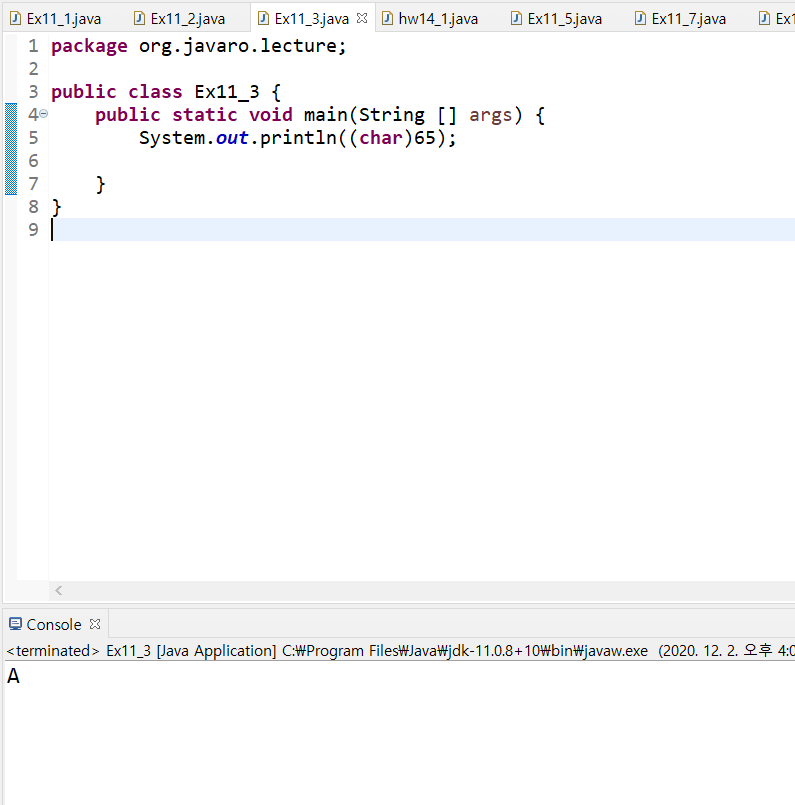 Ex11_1.java Ex11_2.java Ex11_3.java hw14_1.java Ex11_5.java Ex11_7.java Ex1
1 package org.javaro.lecture;
2
3 public class Ex11_3 {
4 public static void main(String [] args) {
5 System.out.println((char)65);
6
7 }
8 }
9
Console
<terminated> Ex11_3 [Java Application] C:₩Program Files₩Java₩jdk-11.0.8+10₩bin₩javaw.exe (2020. 12. 2. 오후 4:0
A